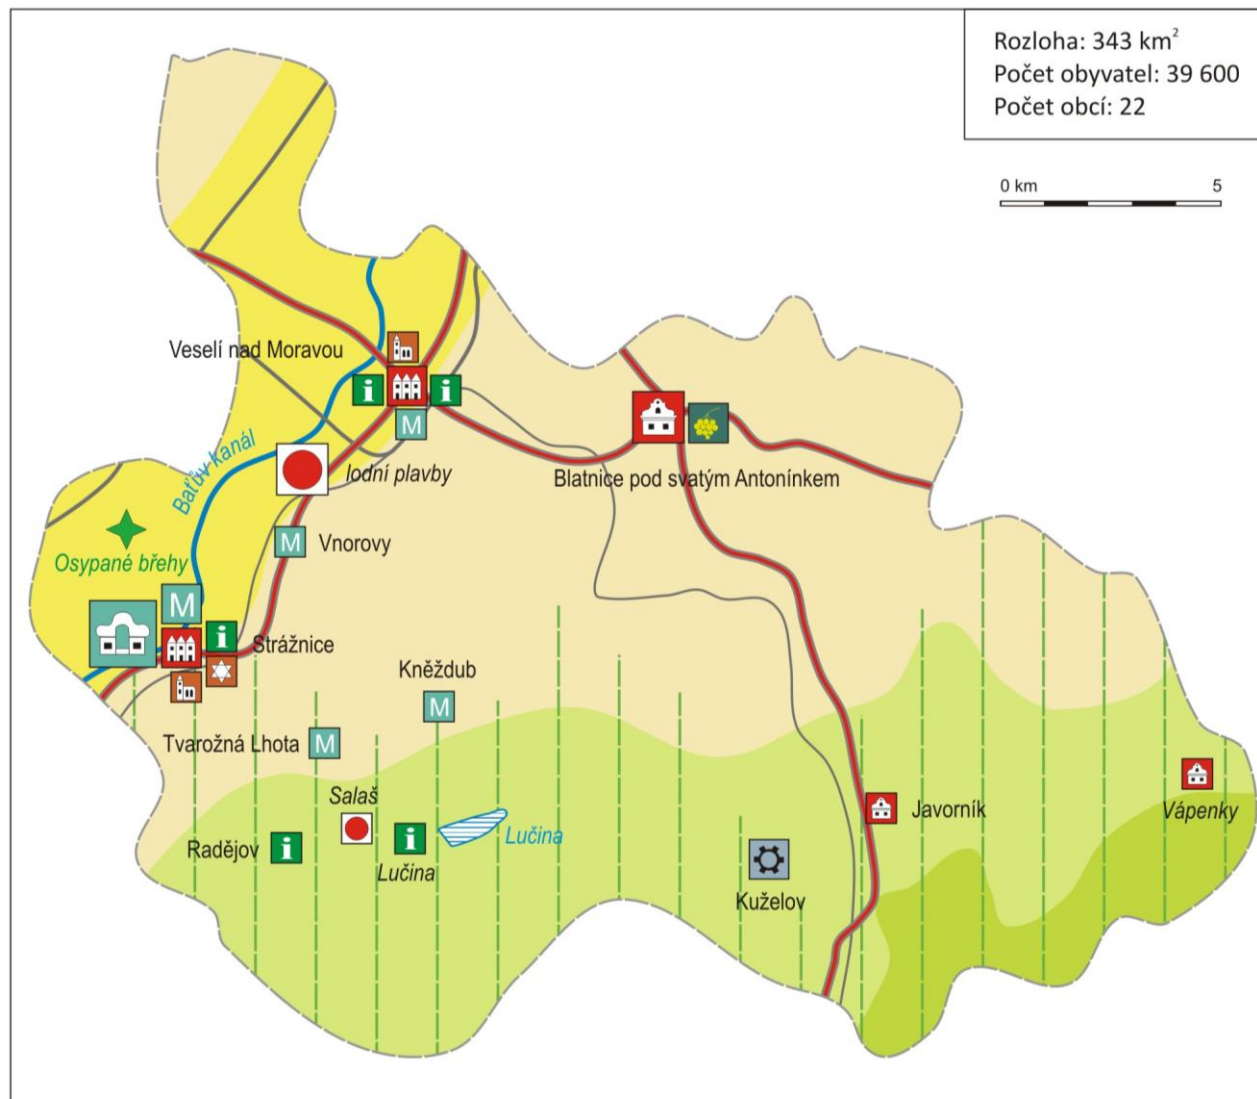 Rozloha: 343 km²
Počet obyvatel: 39 600
Počet obcí: 22
0 km 5
Veselí nad Moravou
i i
M
Baťův kanál
lodní plavby
Blatnice pod svatým Antonínkem
M Vnorovy
Osypané břehy
M
i
Strážnice
Kněždub
M
Tvarožná Lhota M
Salaš
Radějov i
i
Lučina
Lučina
Javorník
Vápenky
Kuželov